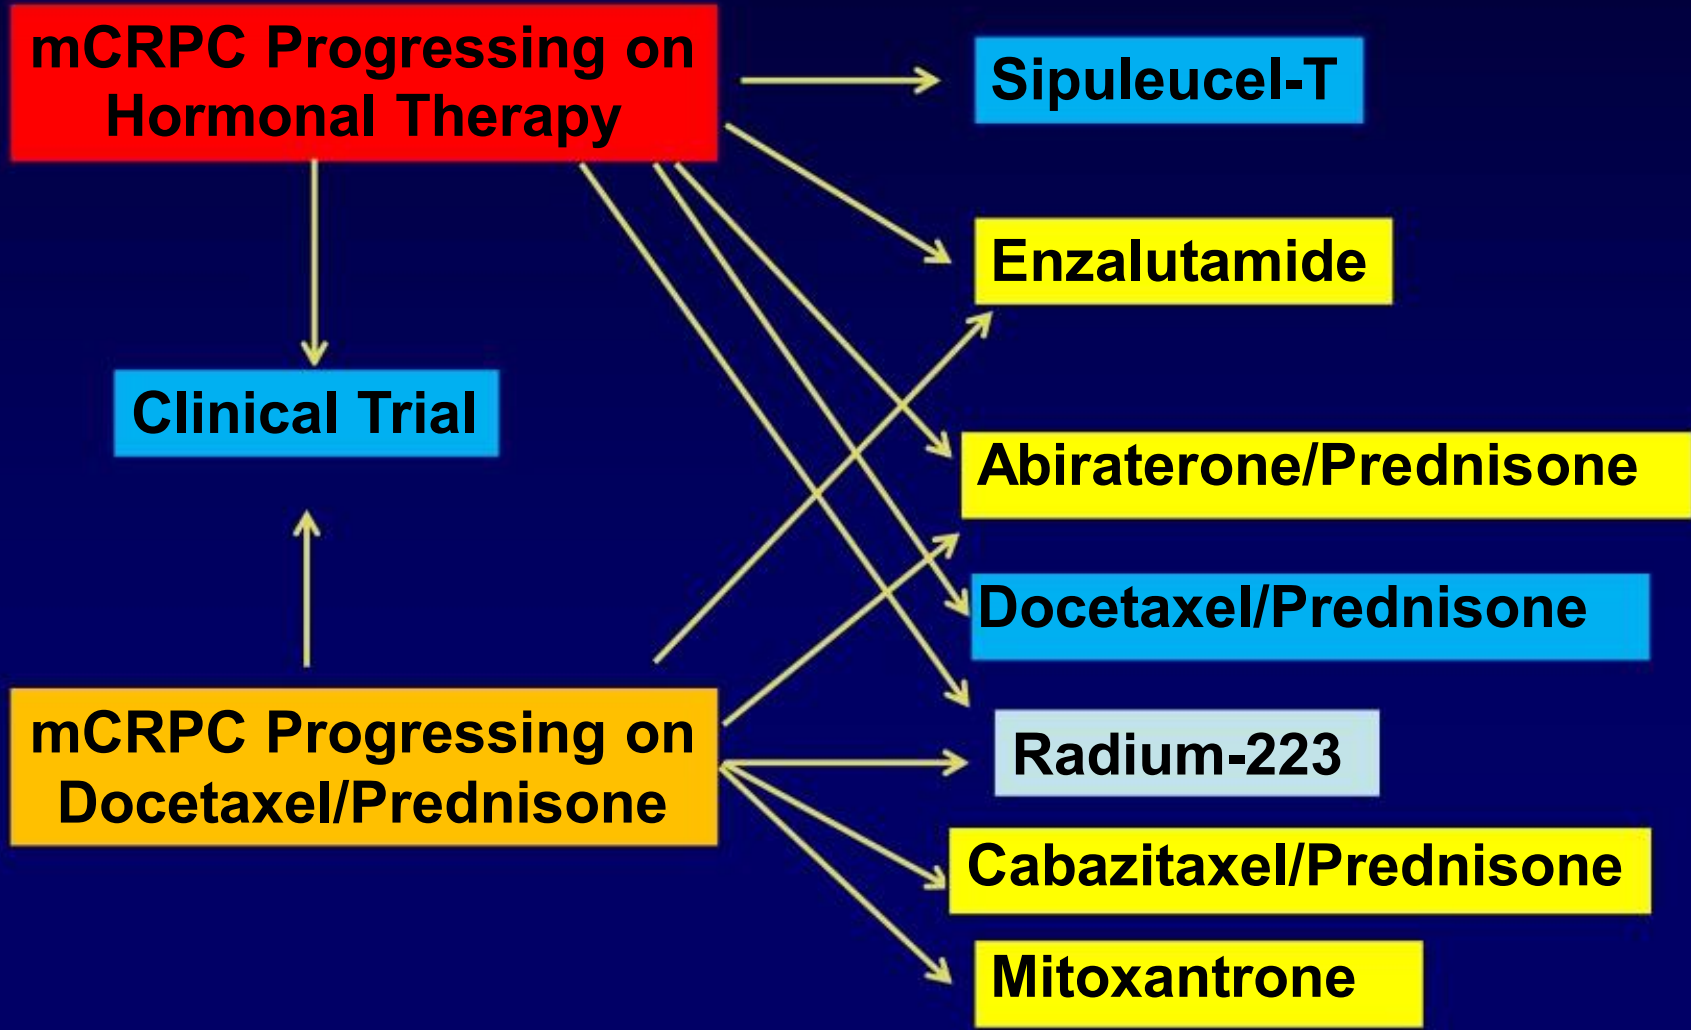 mCRPC Progressing on
Hormonal Therapy
Sipuleucel-T
Enzalutamide
Clinical Trial
Abiraterone/Prednisone
Docetaxel/Prednisone
mCRPC Progressing on
Docetaxel/Prednisone
Radium-223
Cabazitaxel/Prednisone
Mitoxantrone